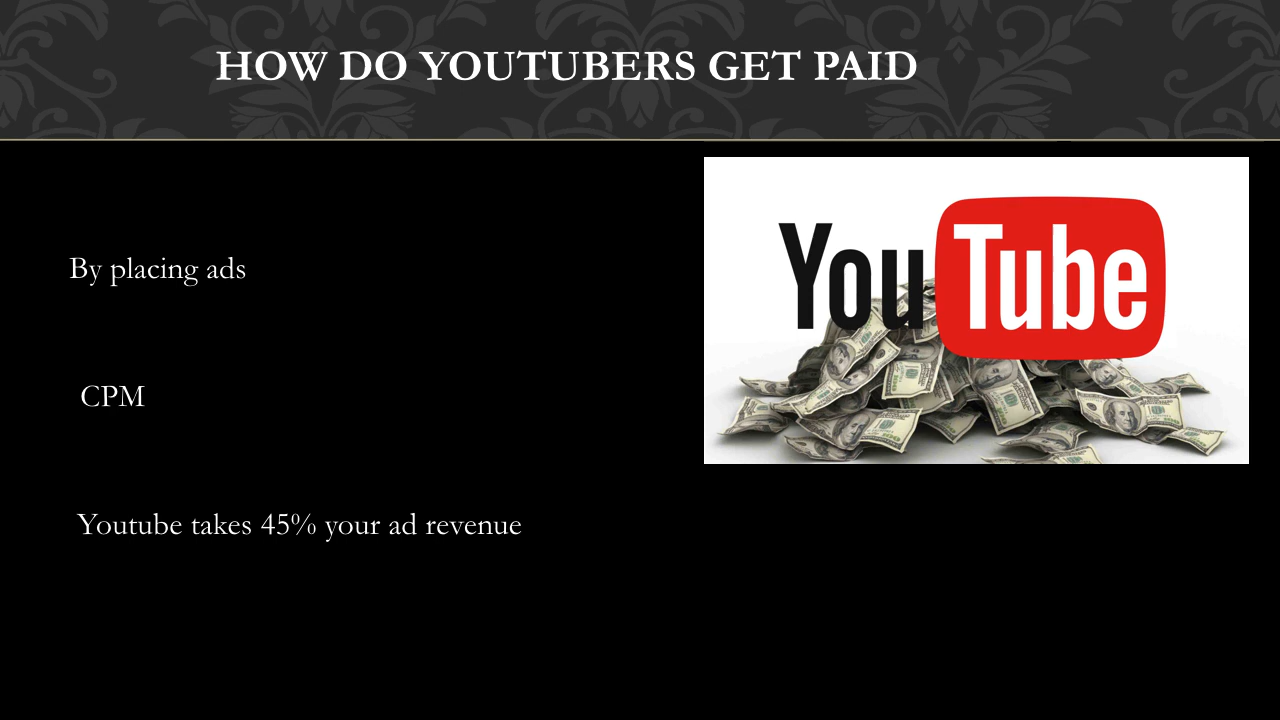 HOW DO YOUTUBERS GET PAID
By placing ads
CPM
Youtube takes 45% your ad revenue
YouTube